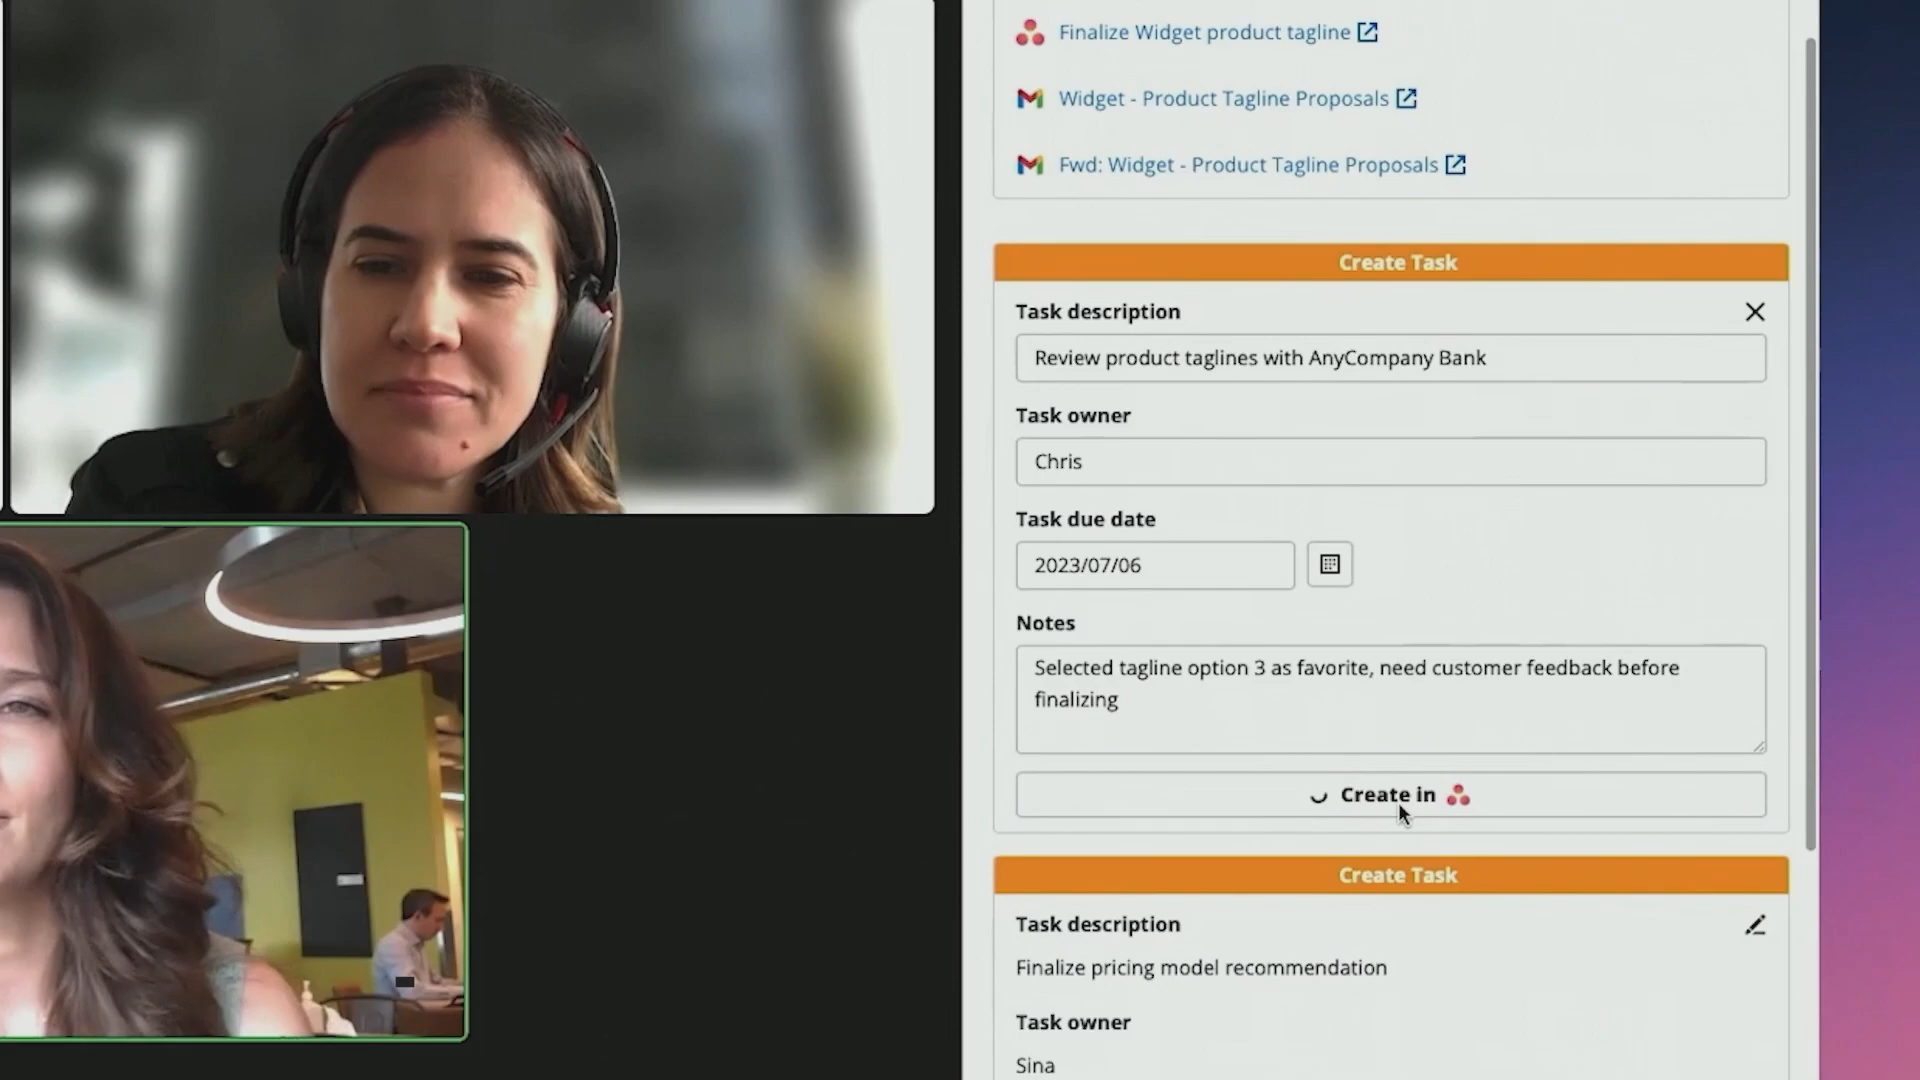 Finalize Widget product tagline
Widget - Product Tagline Proposals
Fwd: Widget - Product Tagline Proposals
Create Task
Task description
Review product taglines with AnyCompany Bank
Task owner
Chris
Task due date
2023/07/06
Notes
Selected tagline option 3 as favorite, need customer feedback before
finalizing
Create in
Create Task
Task description
Finalize pricing model recommendation
Task owner
Sina